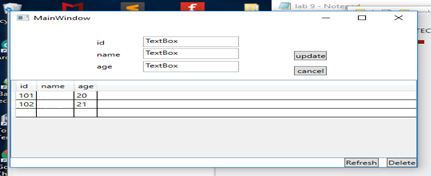 lab 9 - Notepad
MainWindow
id TextBox
name TextBox
age TextBox
update
cancel
id name age
101 20
102 21
Refresh Delete